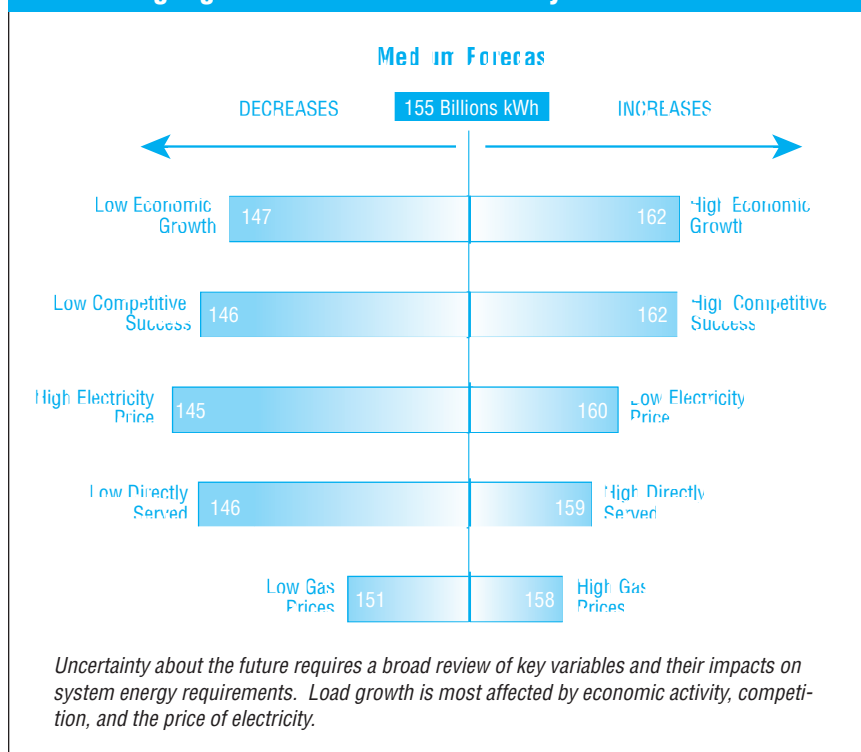 Medium Forecas
DECREASES
155 Billions kWh
INCREASES
Low Economic
Growth
147
162
High Economic
Growth
Low Competitive
Success
146
162
High Competitive
Success
High Electricity
Price
145
160
Low Electricity
Price
Low Directly
Served
146
159
High Directly
Served
Low Gas
Prices
151
158
High Gas
Prices
Uncertainty about the future requires a broad review of key variables and their impacts on
system energy requirements.  Load growth is most affected by economic activity, competi-
tion, and the price of electricity.